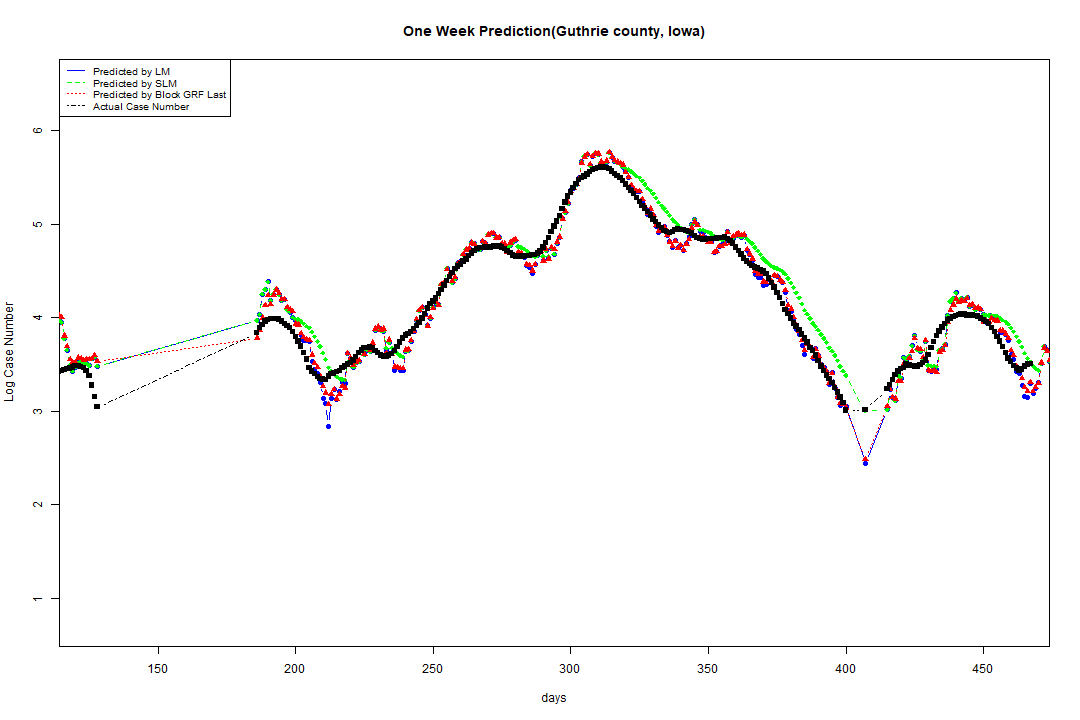 One Week Prediction(Guthrie county, Iowa)
Predicted by LM
Predicted by SLM
Predicted by Block GRF Last
Actual Case Number
6
5
4
3
2
1
Log Case Number
150 200 250 300 350 400 450
days